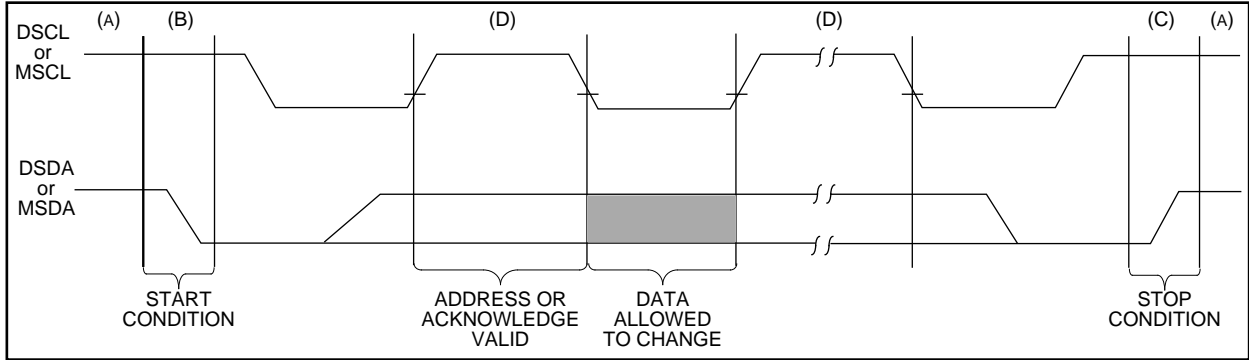 (A) (B) (D) (D) (C) (A)
DSCL
or
MSCL
DSDA
or
MSDA
START
CONDITION
ADDRESS OR
ACKNOWLEDGE
VALID
DATA
ALLOWED
TO CHANGE
STOP
CONDITION